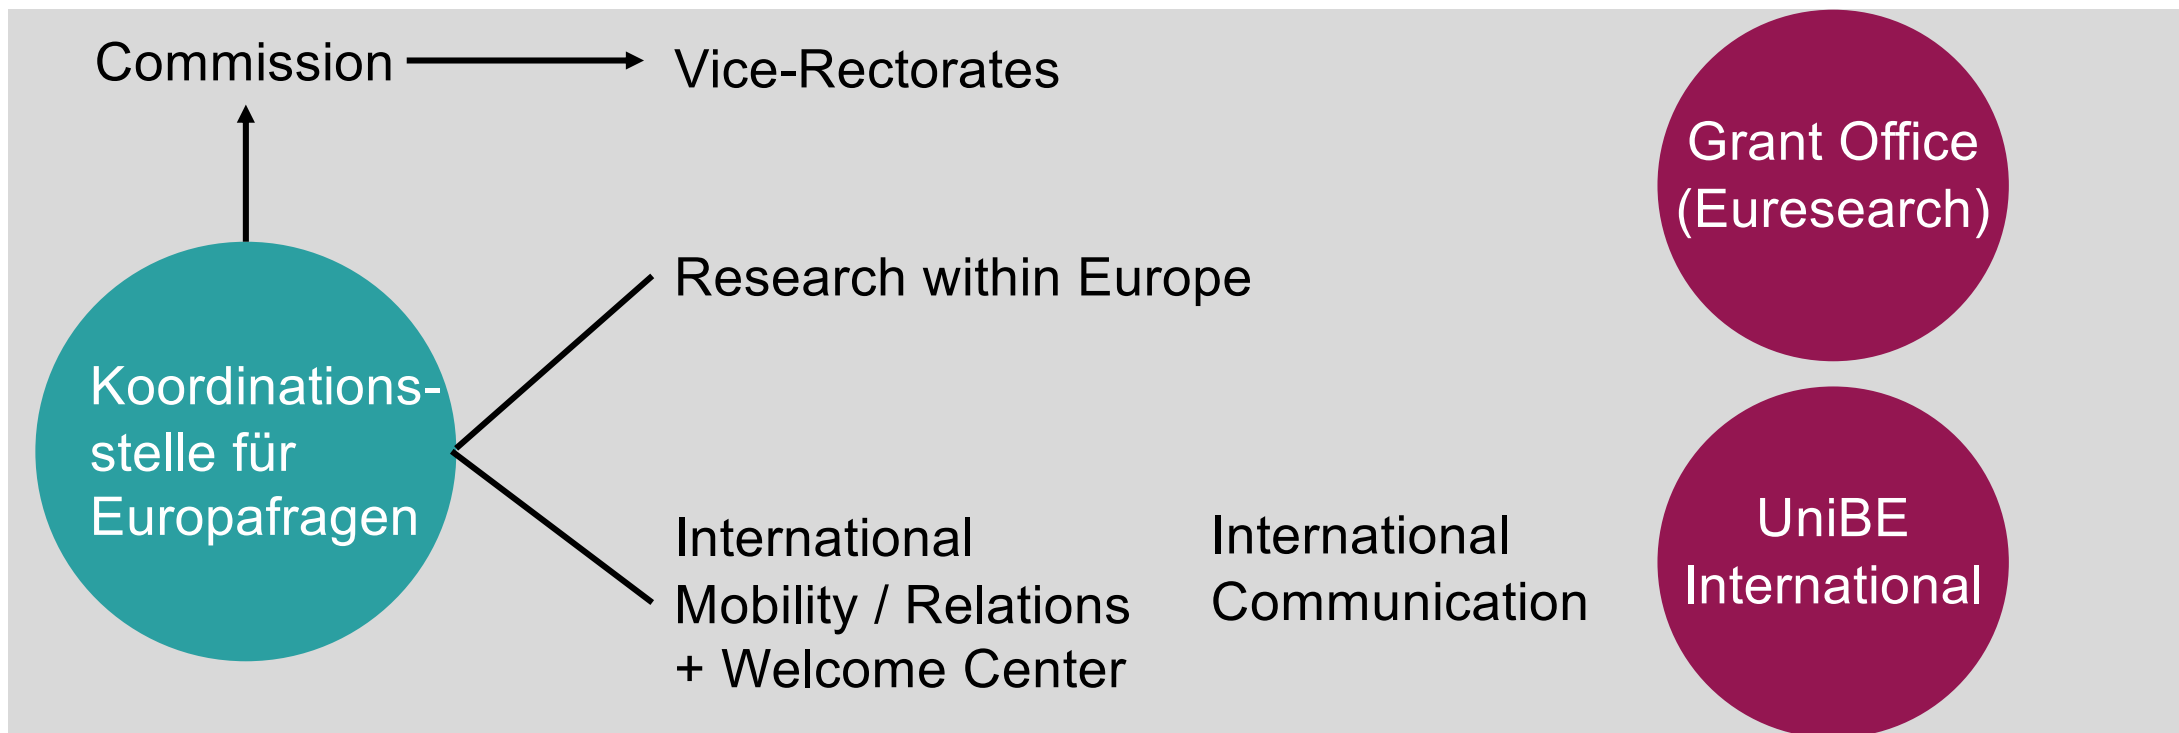 Commission
Vice-Rectorates
Grant Office
(Euresearch)
Research within Europe
Koordinations-
stelle für
Europafragen
International
Mobility / Relations
+ Welcome Center
International
Communication
UniBE
International